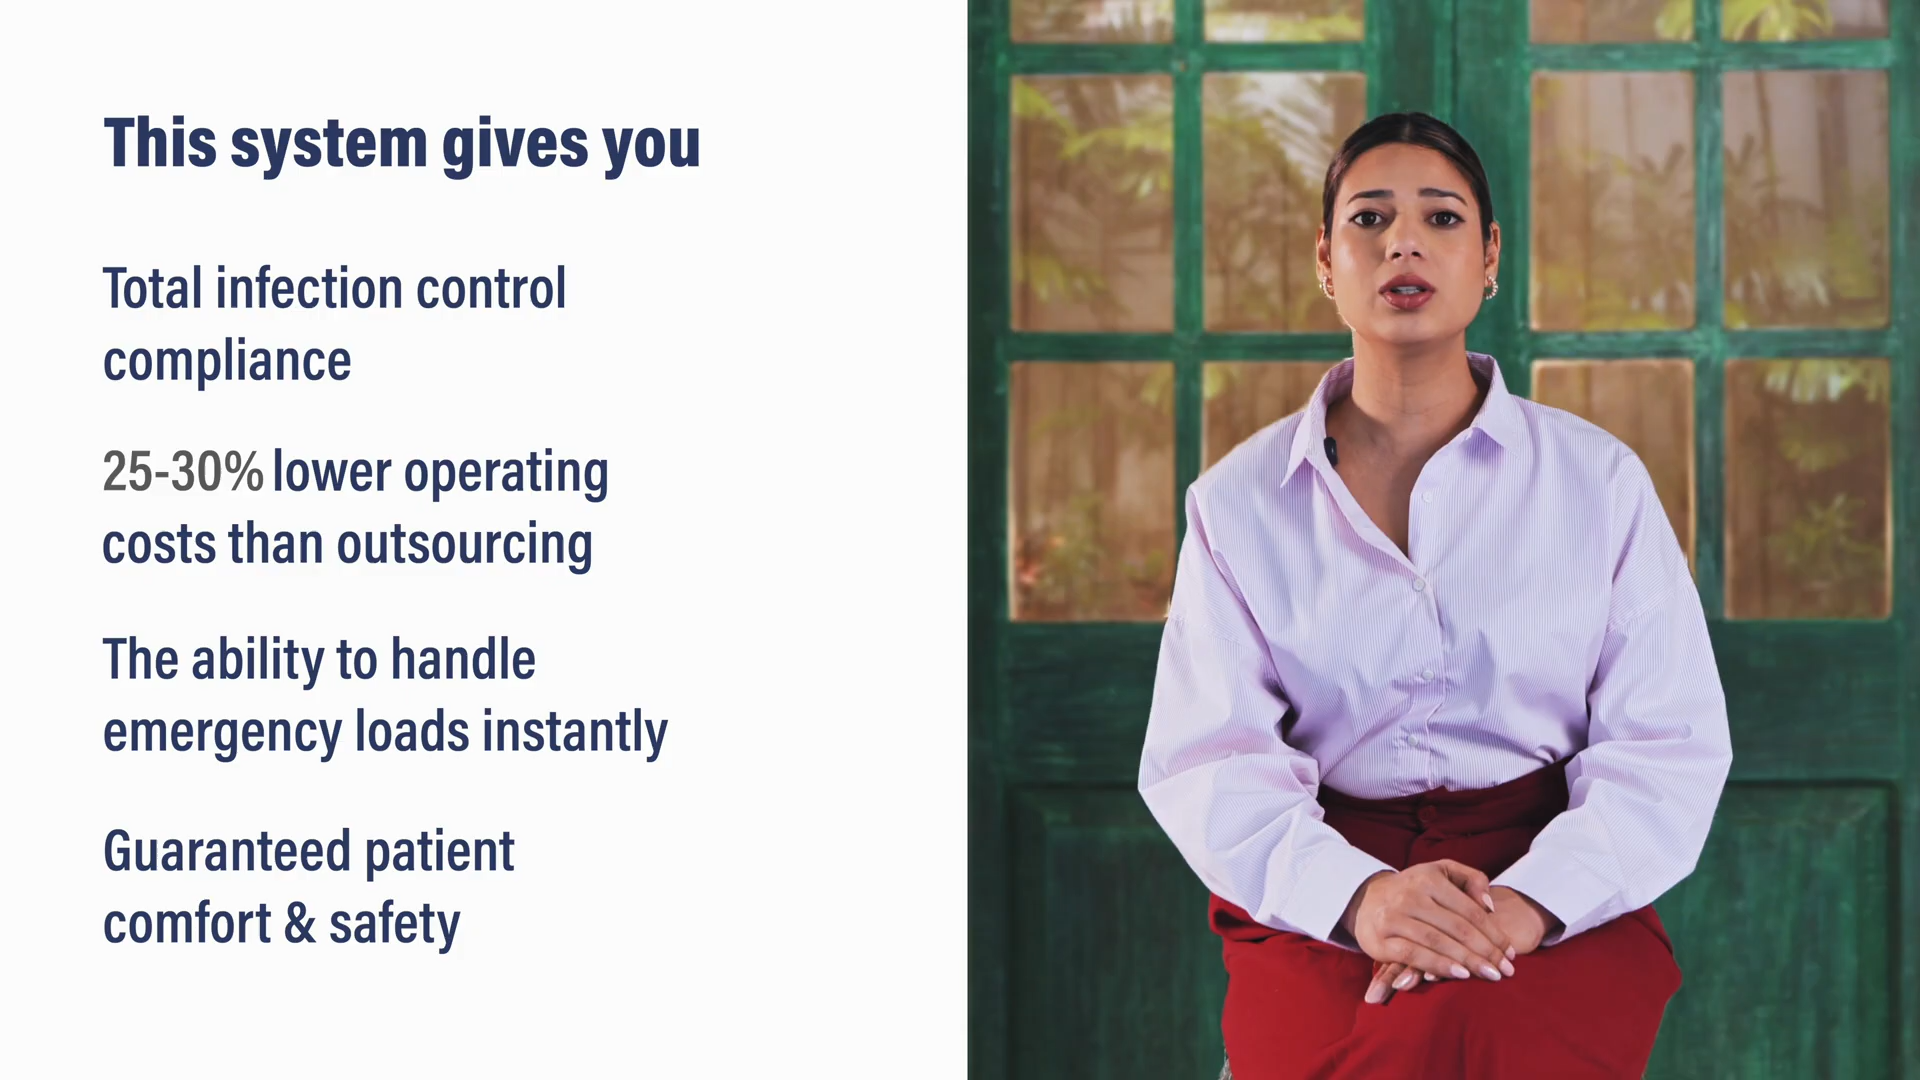 This system gives you
Total infection control
compliance
25-30% lower operating
costs than outsourcing
The ability to handle
emergency loads instantly
Guaranteed patient
comfort & safety